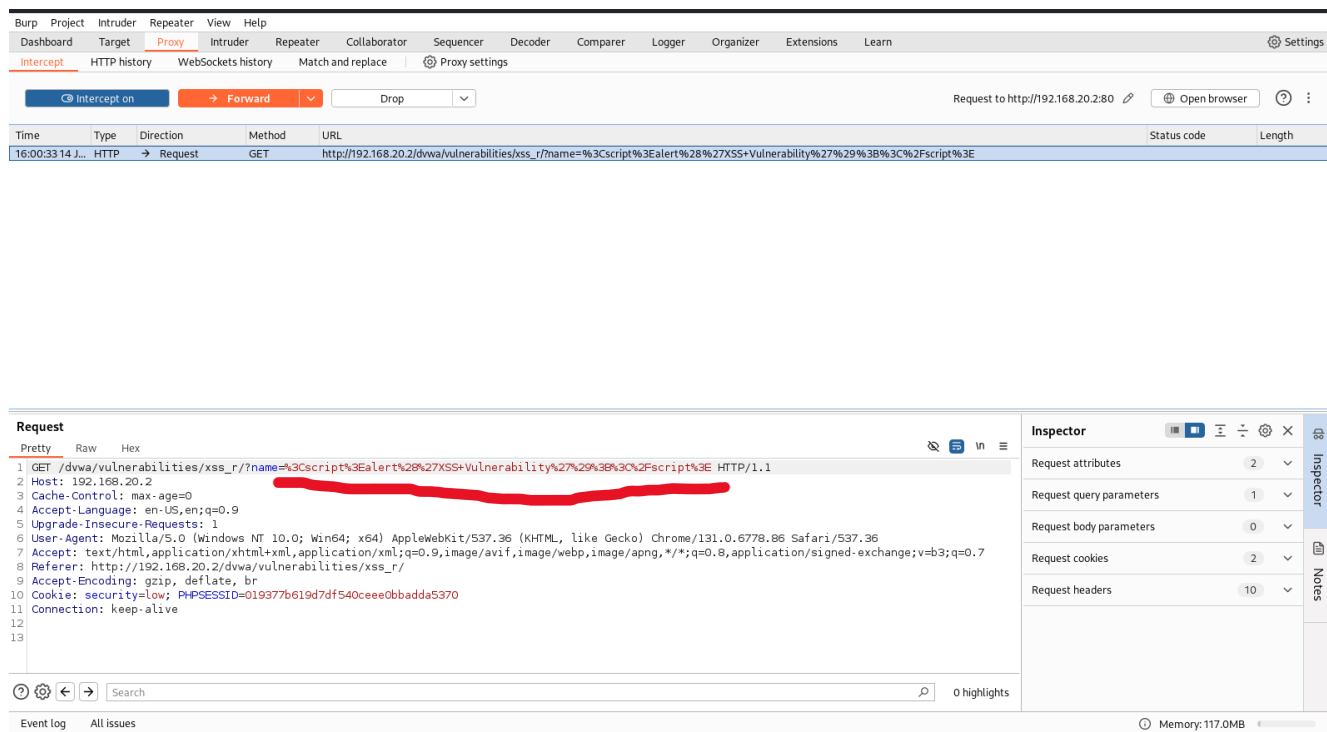 Burp Project Intruder Repeater View Help
Dashboard Target Proxy Intruder Repeater Collaborator Sequencer Decoder Comparer Logger Organizer Extensions Learn Settings
Intercept HTTP history WebSockets history Match and replace Proxy settings
Intercept on Forward Drop Request to http://192.168.20.2:80 Open browser
Time Type Direction Method URL Status code Length
16:00:33 14 J... HTTP → Request GET http://192.168.20.2/dvwa/vulnerabilities/xss_r/?name=%3Cscript%3Ealert%28%27XSS+Vulnerability%27%29%3B%3C%2Fscript%3E
Request
Pretty Raw Hex \n
1 GET /dvwa/vulnerabilities/xss_r/?name=%3Cscript%3Ealert%28%27XSS+Vulnerability%27%29%3B%3C%2Fscript%3E HTTP/1.1
2 Host: 192.168.20.2
3 Cache-Control: max-age=0
4 Accept-Language: en-US,en;q=0.9
5 Upgrade-Insecure-Requests: 1
6 User-Agent: Mozilla/5.0 (Windows NT 10.0; Win64; x64) AppleWebKit/537.36 (KHTML, like Gecko) Chrome/131.0.6778.86 Safari/537.36
7 Accept: text/html,application/xhtml+xml,application/xml;q=0.9,image/avif,image/webp,image/apng,*/*;q=0.8,application/signed-exchange;v=b3;q=0.7
8 Referer: http://192.168.20.2/dvwa/vulnerabilities/xss_r/
9 Accept-Encoding: gzip, deflate, br
10 Cookie: security=low; PHPSESSID=019377b619d7df540ceee0bbadda5370
11 Connection: keep-alive
12
13
Search 0 highlights
Inspector
Request attributes 2
Request query parameters 1
Request body parameters 0
Request cookies 2
Request headers 10
Inspector
Notes
Event log All issues Memory: 117.0MB